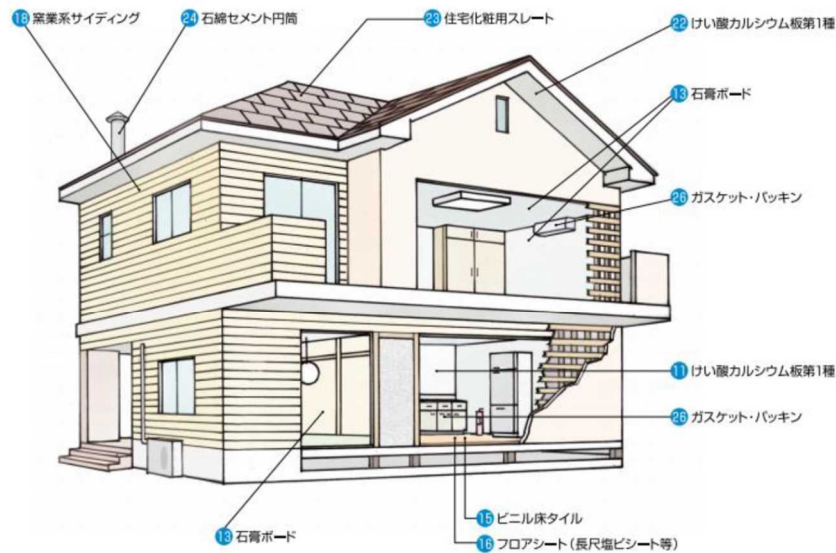 18 窯業系サイディング
24 石綿セメント円筒
23 住宅化粧用スレート
22 けい酸カルシウム板第1種
13 石膏ボード
26 ガスケット・パッキン
11 けい酸カルシウム板第1種
26 ガスケット・パッキン
15 ビニル床タイル
13 石膏ボード
16 フロアシート（長尺塩ビシート等）